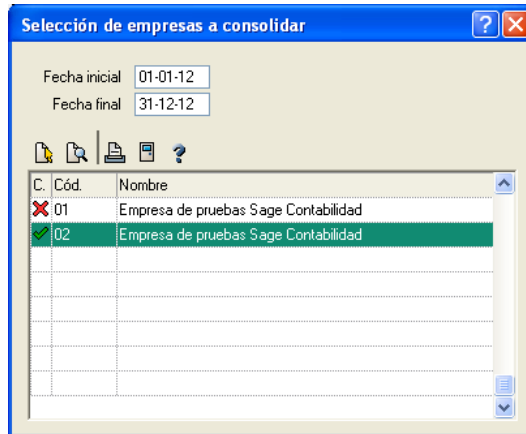 Selección de empresas a consolidar
Fecha inicial 01-01-12
Fecha final 31-12-12
C. Cód. Nombre
01 Empresa de pruebas Sage Contabilidad
02 Empresa de pruebas Sage Contabilidad